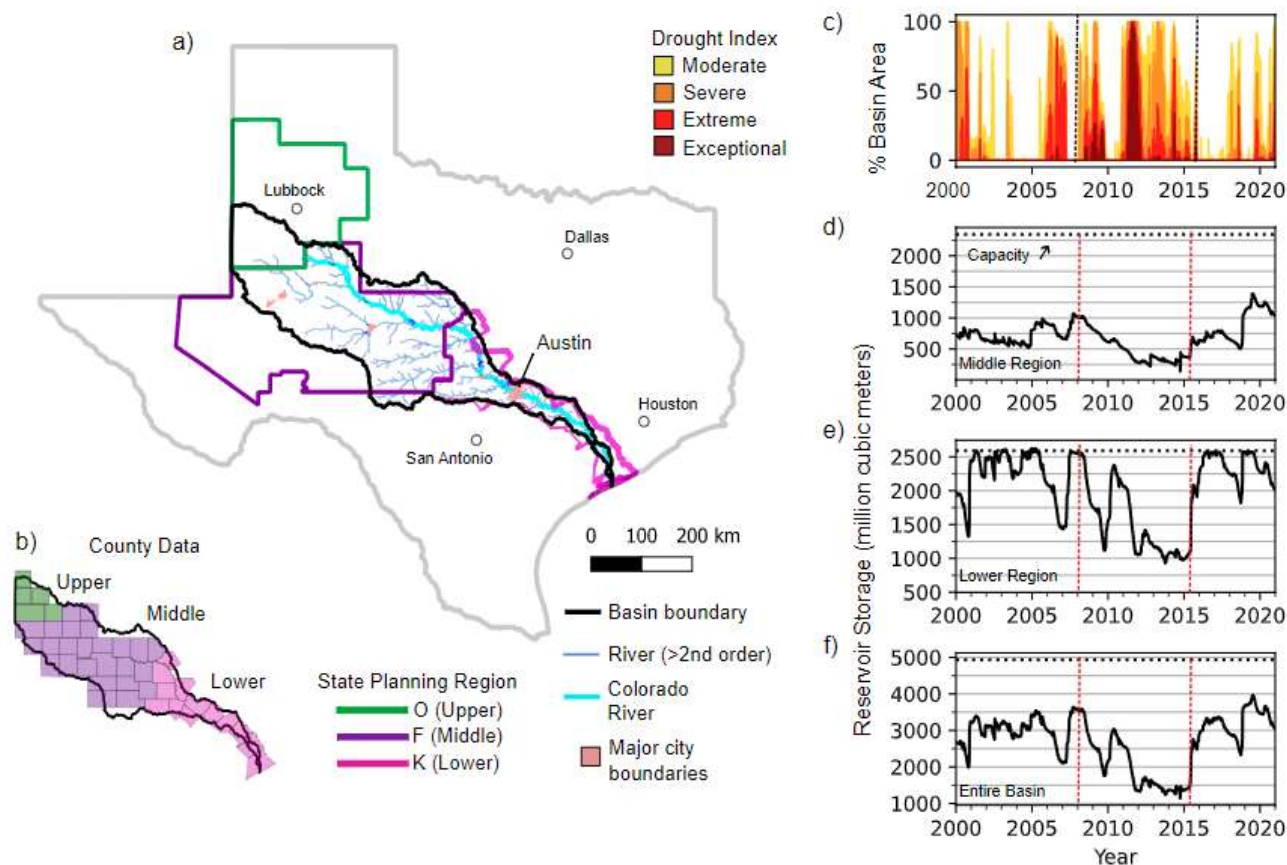 a)
Drought Index
Moderate
Severe
Extreme
Exceptional
Lubbock
Dallas
Austin
Houston
San Antonio
0 100 200 km
b)
County Data
Upper
Middle
Lower
State Planning Region
O (Upper)
F (Middle)
K (Lower)
Basin boundary
River (>2nd order)
Colorado
River
Major city
boundaries
c)
% Basin Area
100
50
0
2000 2005 2010 2015 2020
d)
Reservoir Storage (million cubic meters)
2000
1500
1000
500
Capacity
Middle Region
2000 2005 2010 2015 2020
e)
2500
2000
1500
1000
500
Lower Region
2000 2005 2010 2015 2020
f)
5000
4000
3000
2000
1000
Entire Basin
2000 2005 2010 2015 2020
Year